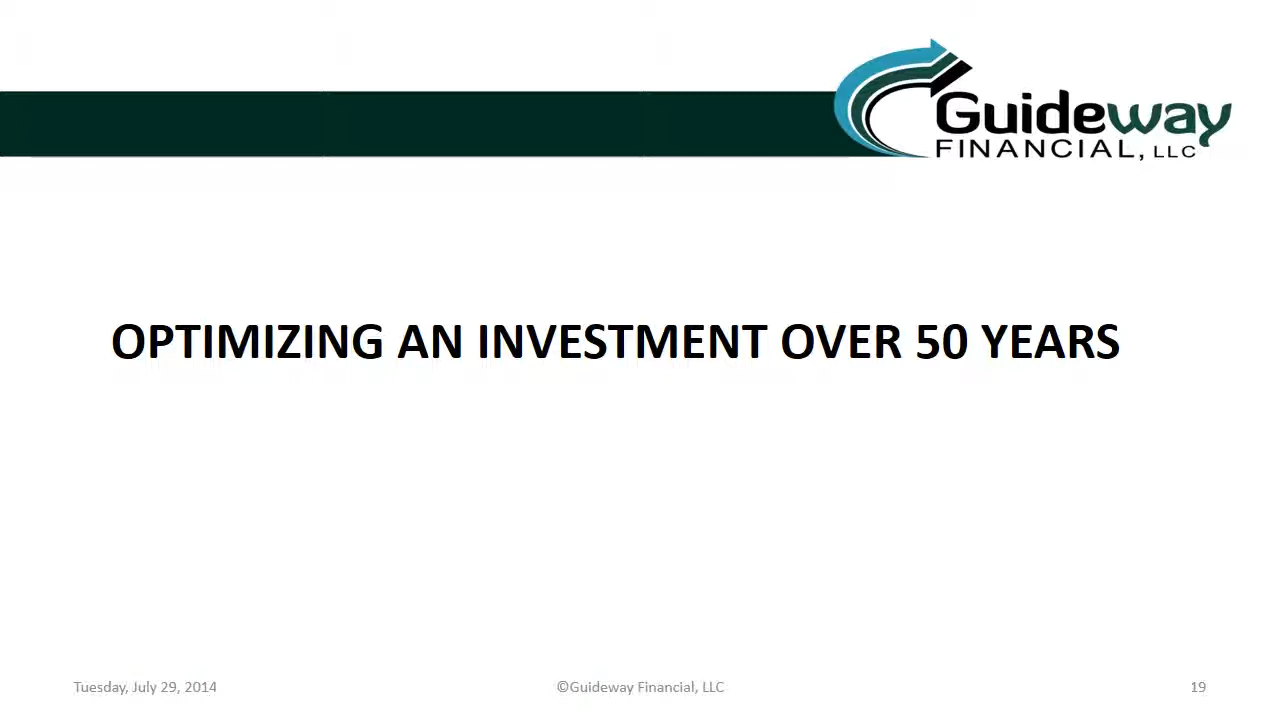 Guideway
FINANCIAL, LLC
OPTIMIZING AN INVESTMENT OVER 50 YEARS
Tuesday, July 29, 2014 ©Guideway Financial, LLC 19